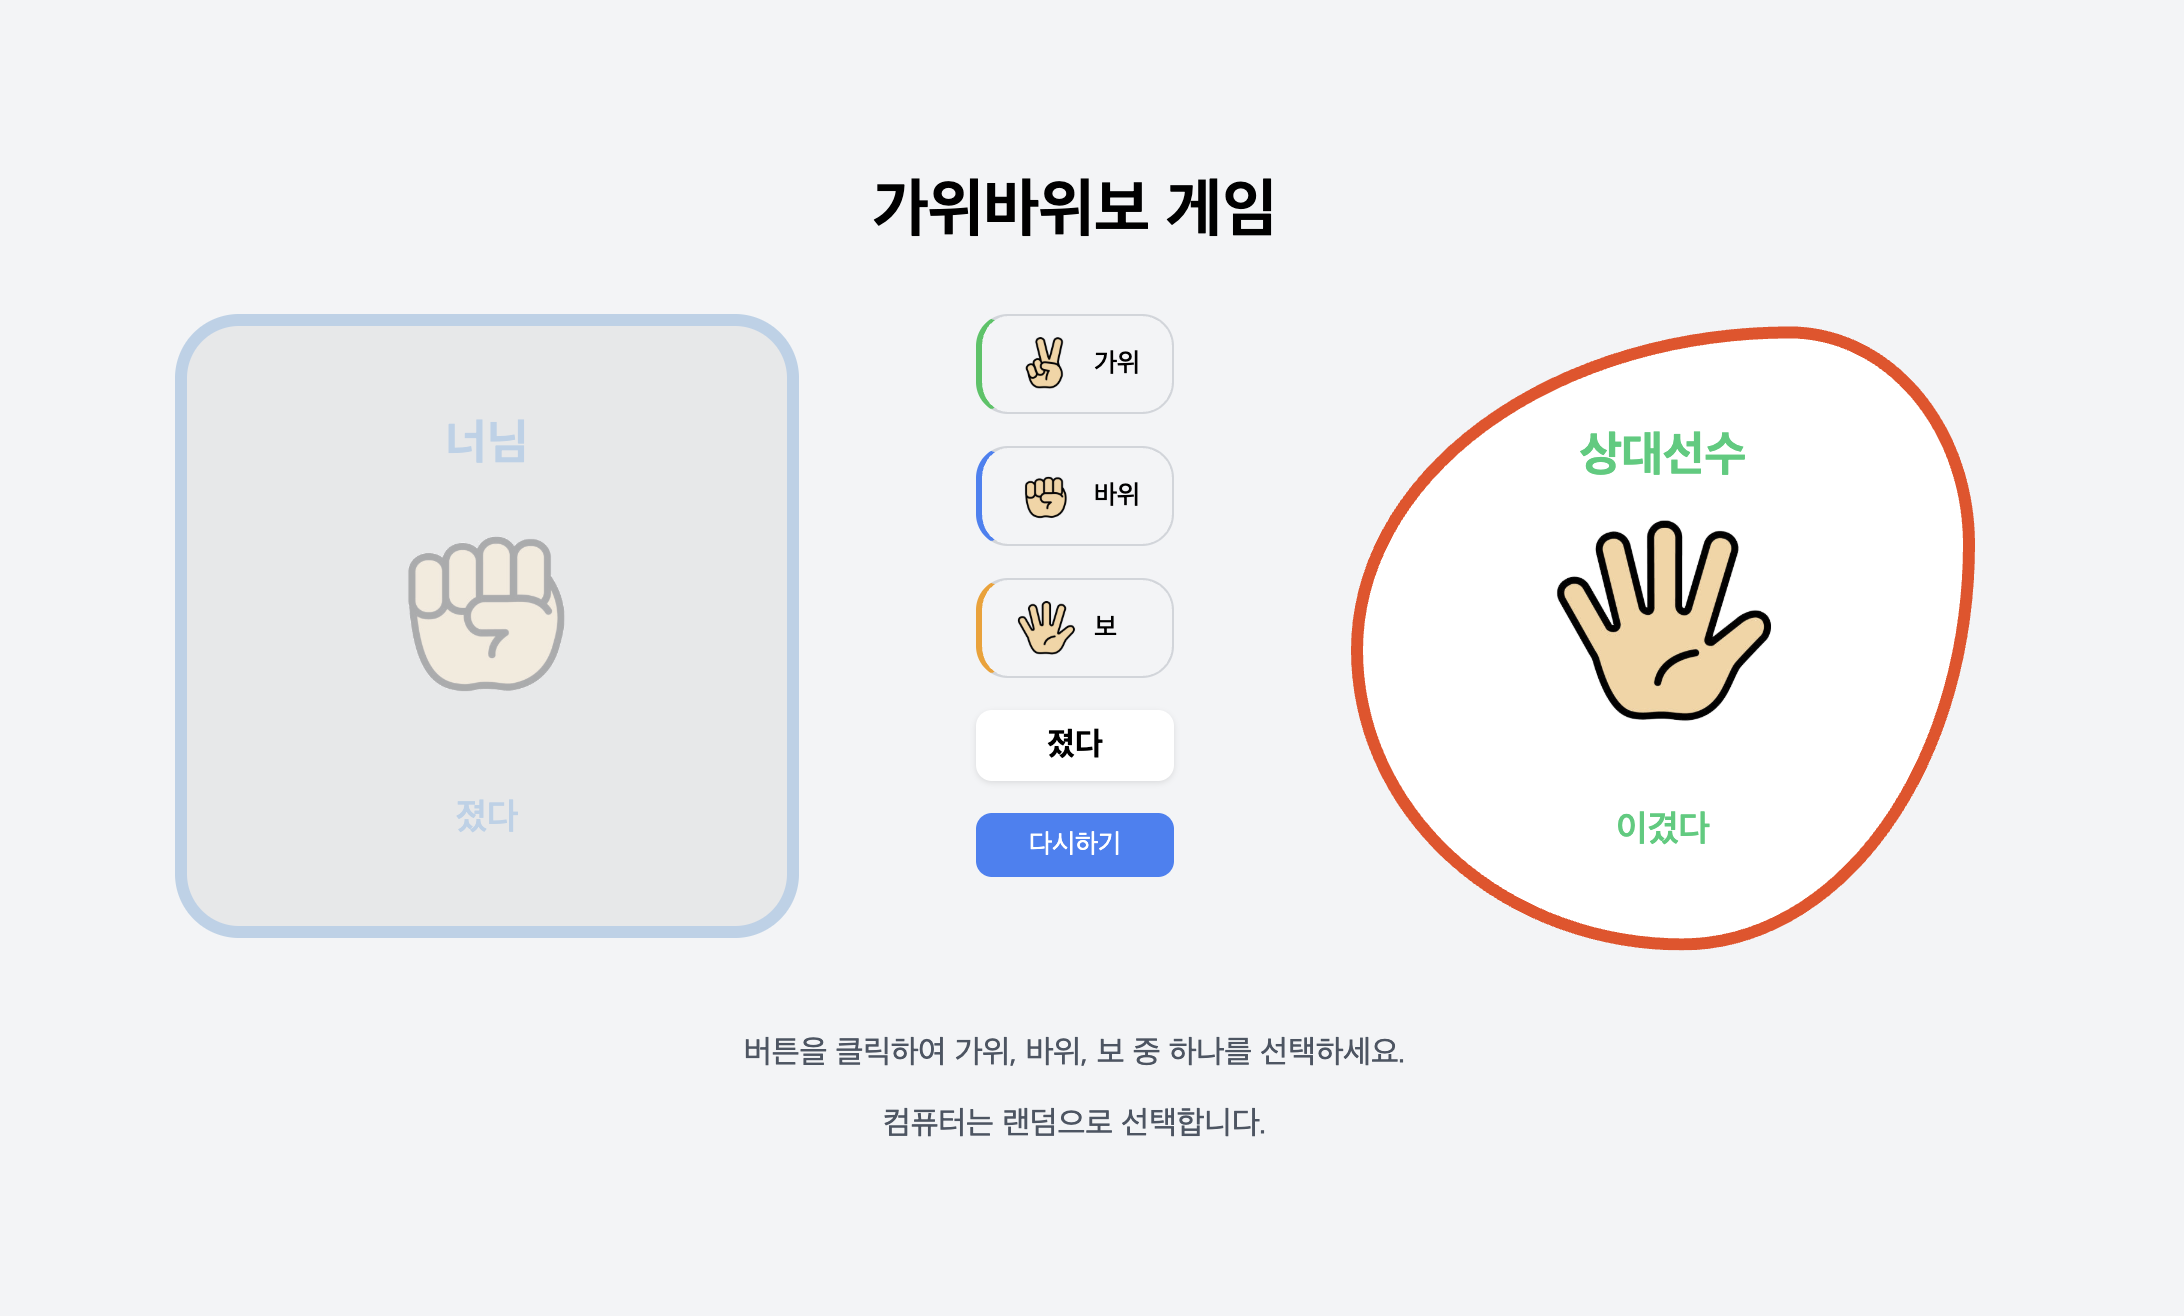 가위바위보 게임
너님
졌다
가위
바위
보
졌다
다시하기
상대선수
이겼다
버튼을 클릭하여 가위, 바위, 보 중 하나를 선택하세요.
컴퓨터는 랜덤으로 선택합니다.